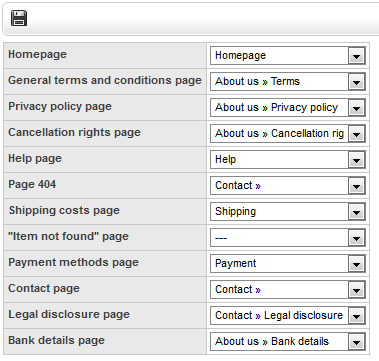 Homepage Homepage
General terms and conditions page About us » Terms
Privacy policy page About us » Privacy policy
Cancellation rights page About us » Cancellation rig
Help page Help
Page 404 Contact »
Shipping costs page Shipping
"Item not found" page ---
Payment methods page Payment
Contact page Contact »
Legal disclosure page Contact » Legal disclosure
Bank details page About us » Bank details